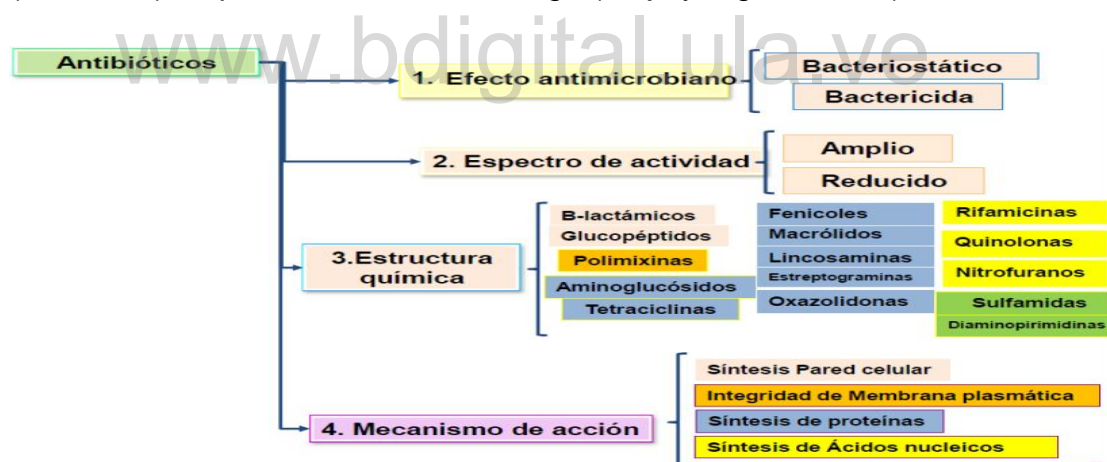 www.bdigital.ula.ve
Antibióticos
1. Efecto antimicrobiano
Bacteriostático
Bactericida
2. Espectro de actividad
Amplio
Reducido
3.Estructura
química
B-lactámicos
Glucopéptidos
Polimixinas
Aminoglucósidos
Tetraciclinas
Fenicoles
Macrólidos
Lincosaminas
Estreptograminas
Oxazolidonas
Rifamicinas
Quinolonas
Nitrofuranos
Sulfamidas
Diaminopirimidinas
4. Mecanismo de acción
Síntesis Pared celular
Integridad de Membrana plasmática
Síntesis de proteínas
Síntesis de Ácidos nucleicos